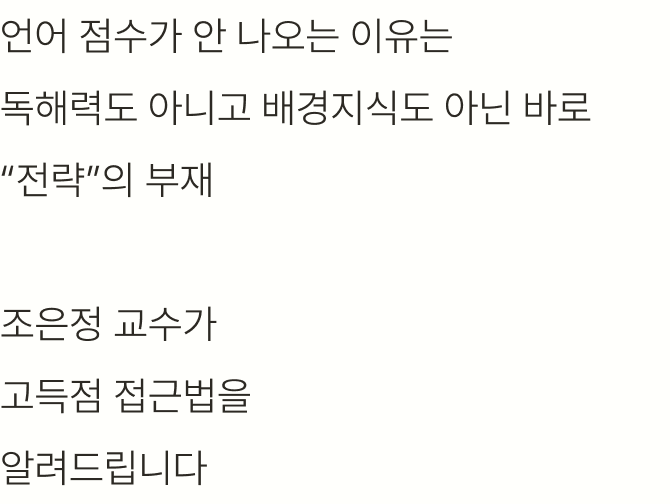 언어 점수가 안 나오는 이유는
독해력도 아니고 배경지식도 아닌 바로
“전략”의 부재
조은정 교수가
고득점 접근법을
알려드립니다